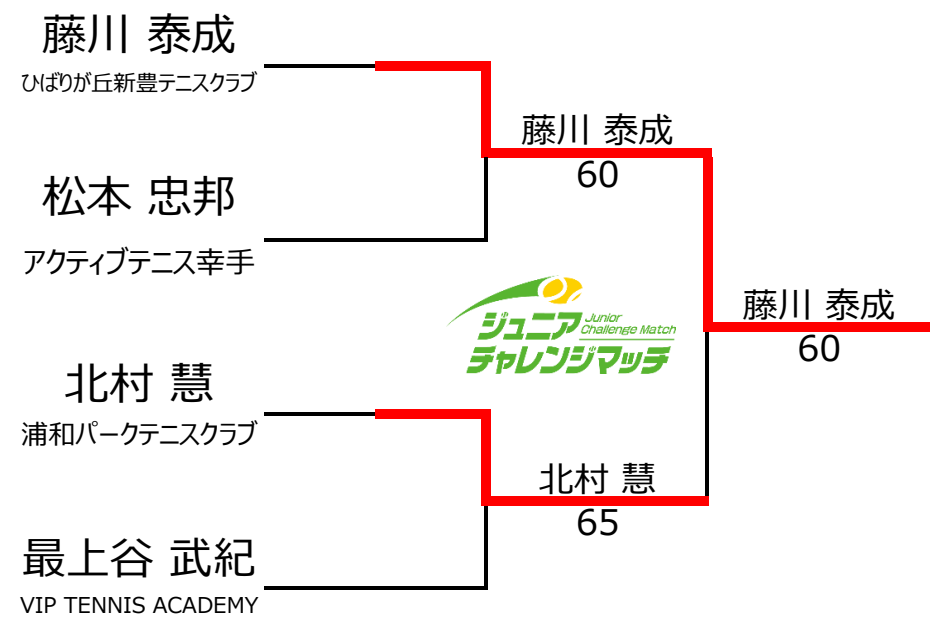 藤川 泰成
ひばりが丘新豊テニスクラブ
藤川 泰成
60
松本 忠邦
アクティブテニス幸手
ジュニア Junior Challenge Match
チャレンジマッチ
藤川 泰成
60
北村 慧
浦和パークテニスクラブ
北村 慧
65
最上谷 武紀
VIP TENNIS ACADEMY